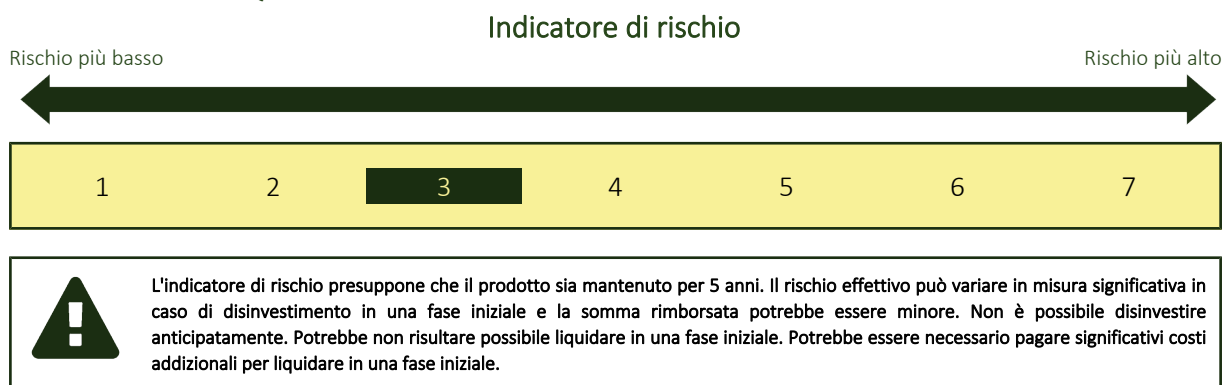 Indicatore di rischio
Rischio più basso
Rischio più alto
1 2 3 4 5 6 7
L'indicatore di rischio presuppone che il prodotto sia mantenuto per 5 anni. Il rischio effettivo può variare in misura significativa in
caso di disinvestimento in una fase iniziale e la somma rimborsata potrebbe essere minore. Non è possibile disinvestire
anticipatamente. Potrebbe non risultare possibile liquidare in una fase iniziale. Potrebbe essere necessario pagare significativi costi
addizionali per liquidare in una fase iniziale.